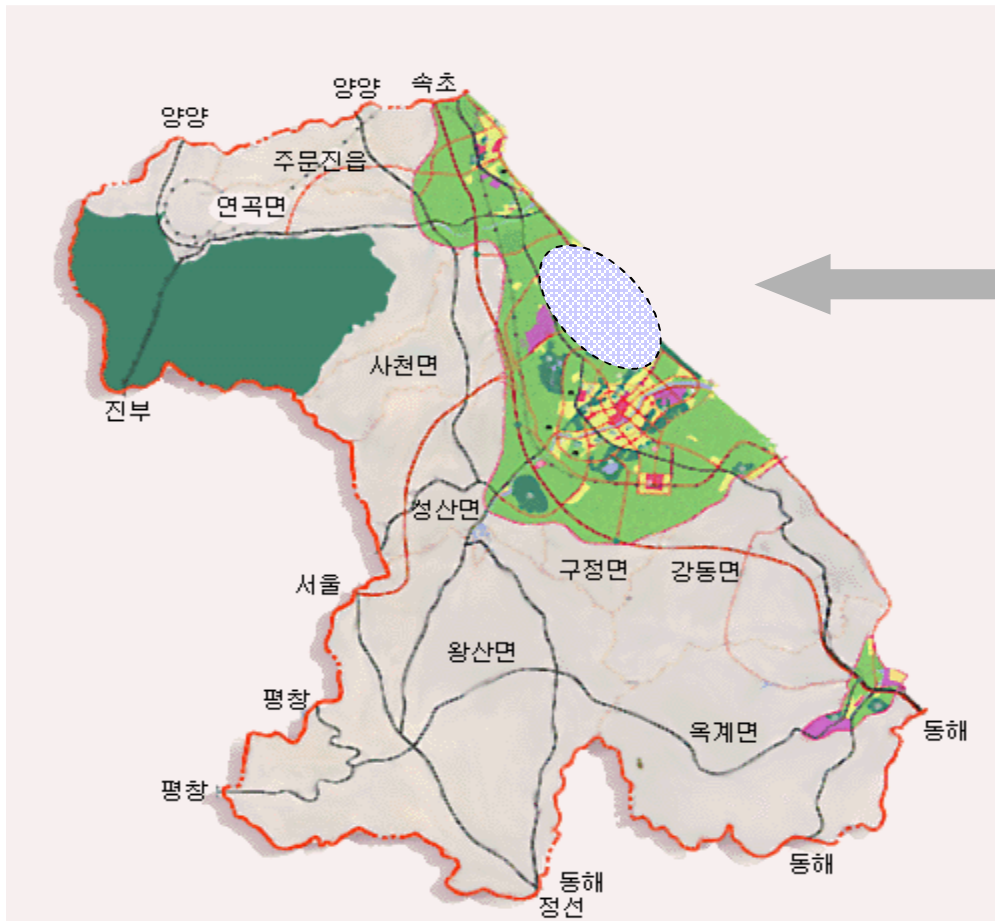 속초
양양
양양
주문진읍
연곡면
사천면
진부
성산면
구정면
강동면
서울
왕산면
평창
옥계면
동해
평창
동해
동해
정선